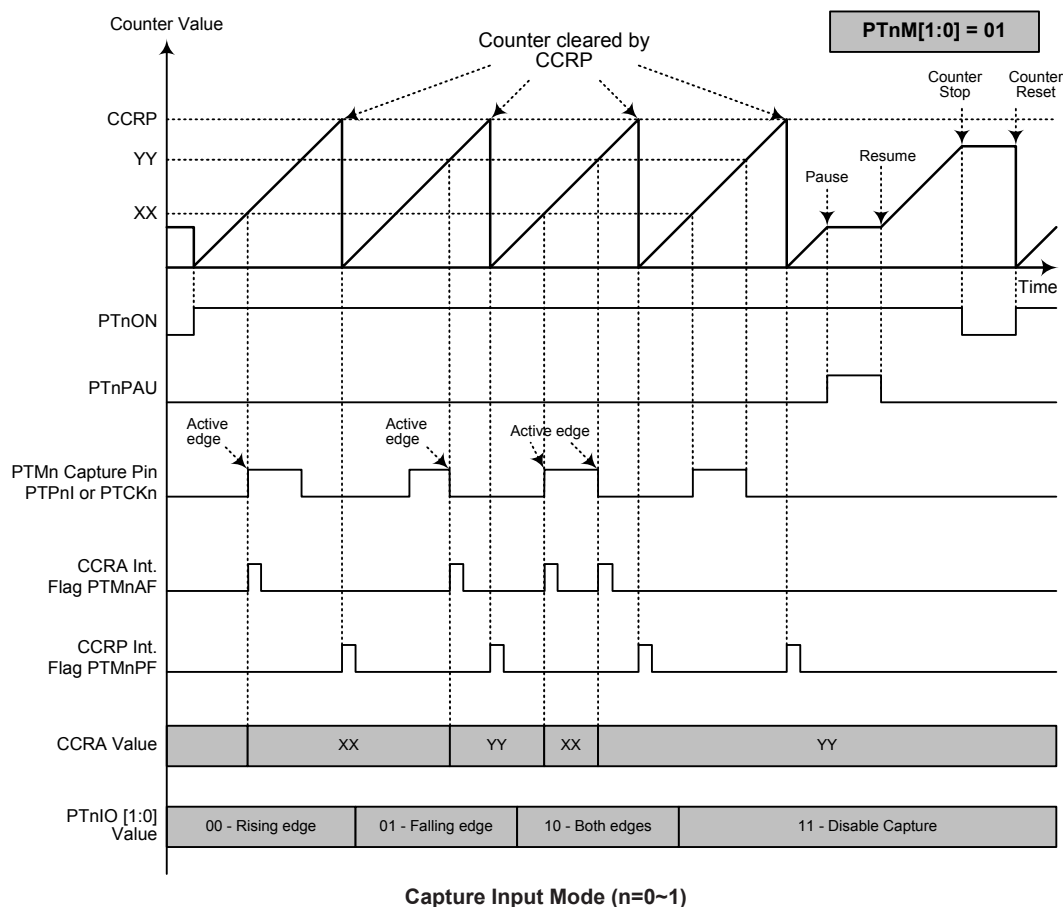 Counter Value
PTnM[1:0] = 01
Counter cleared by
CCRP
Counter
Stop
Counter
Reset
CCRP
YY
XX
Pause
Resume
Time
PTnON
PTnPAU
Active
edge
Active
edge
Active edge
PTMn Capture Pin
PTPnI or PTCKn
CCRA Int.
Flag PTMnAF
CCRP Int.
Flag PTMnPF
CCRA Value
XX
YY
XX
YY
PTnIO [1:0]
Value
00 - Rising edge
01 - Falling edge
10 - Both edges
11 - Disable Capture
Capture Input Mode (n=0~1)